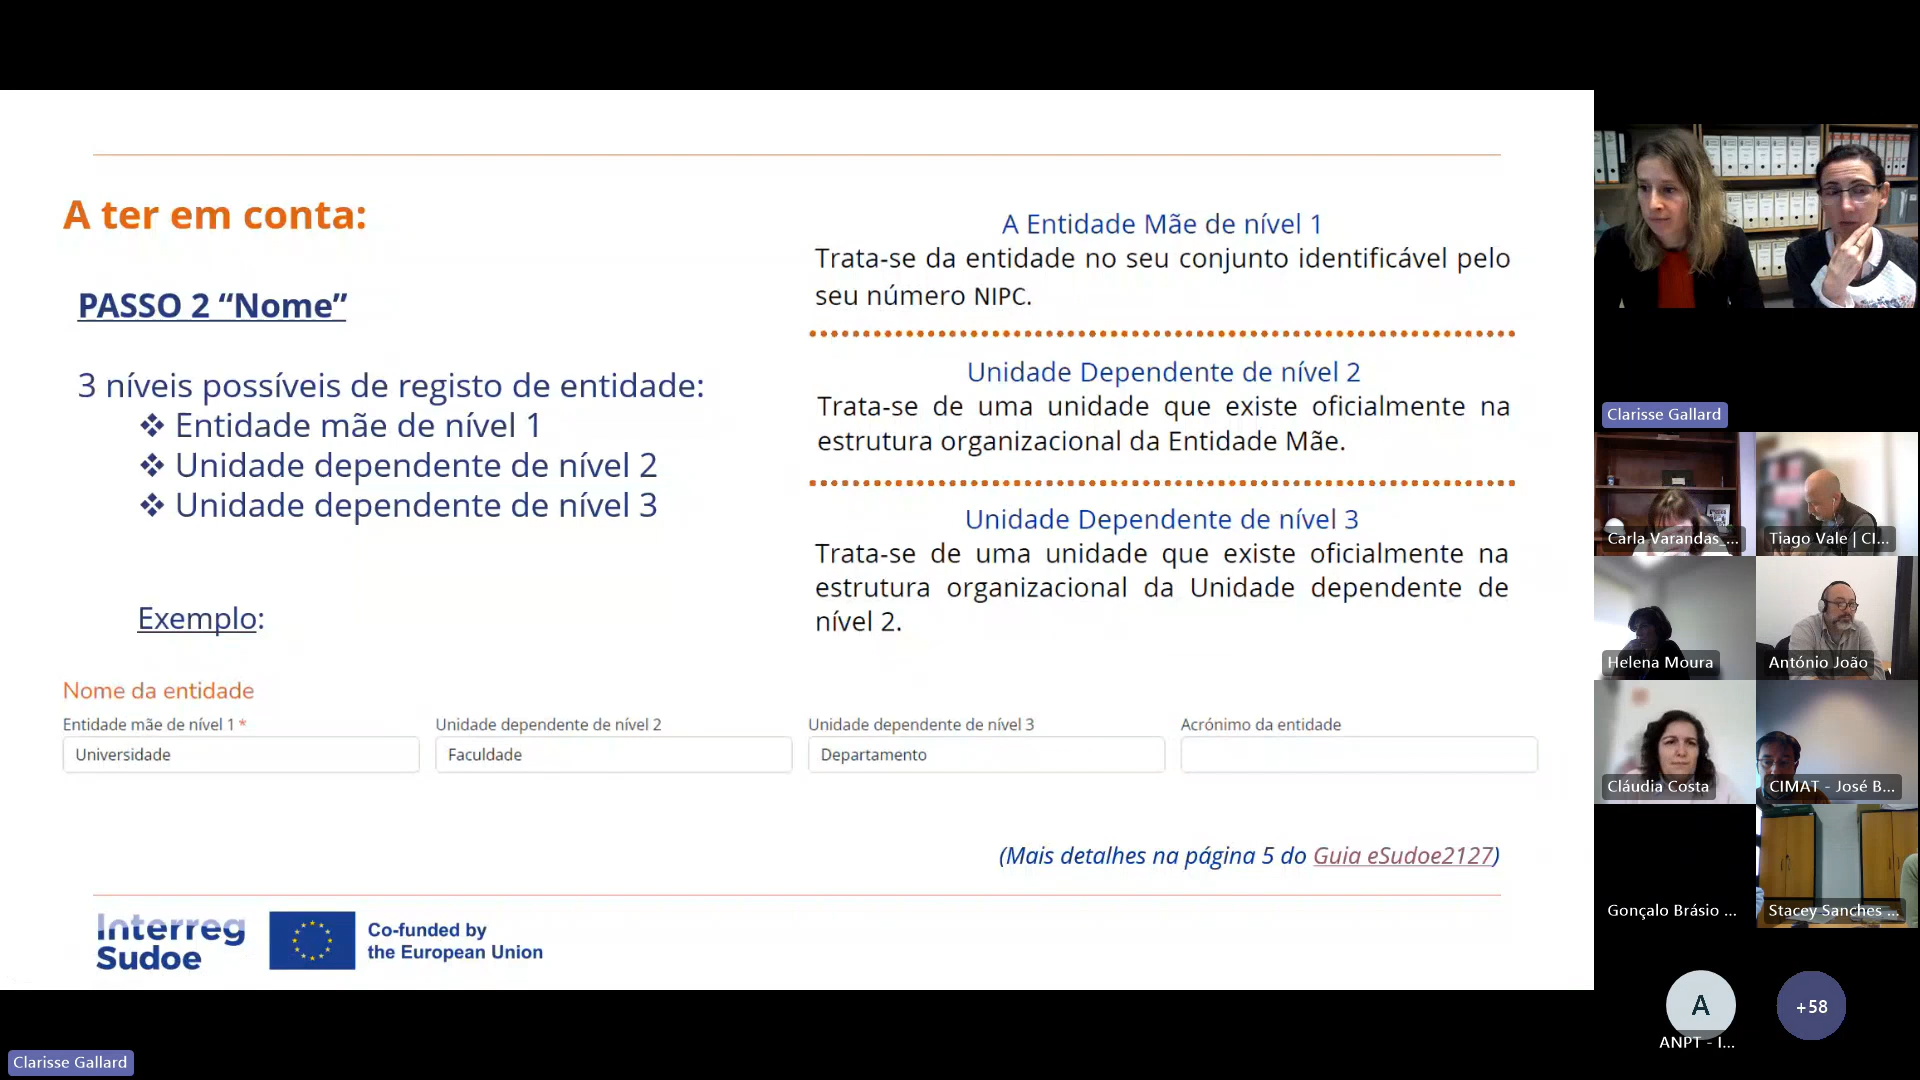 A ter em conta:
PASSO 2 “Nome”
3 níveis possíveis de registo de entidade:
❖ Entidade mãe de nível 1
❖ Unidade dependente de nível 2
❖ Unidade dependente de nível 3
Exemplo:
A Entidade Mãe de nível 1
Trata-se da entidade no seu conjunto identificável pelo
seu número NIPC.
Unidade Dependente de nível 2
Trata-se de uma unidade que existe oficialmente na
estrutura organizacional da Entidade Mãe.
Unidade Dependente de nível 3
Trata-se de uma unidade que existe oficialmente na
estrutura organizacional da Unidade dependente de
nível 2.
Nome da entidade
Entidade mãe de nível 1 *
Universidade
Unidade dependente de nível 2
Faculdade
Unidade dependente de nível 3
Departamento
Acrónimo da entidade
(Mais detalhes na página 5 do Guia eSudoe2127)
Interreg
Sudoe
Co-funded by
the European Union
Clarisse Gallard
Carla Varandas_...
Tiago Vale | CI...
Helena Moura
António João
Cláudia Costa
CIMAT - José B...
Gonçalo Brásio ...
Stacey Sanches ...
A
ANPT - I...
+58
Clarisse Gallard